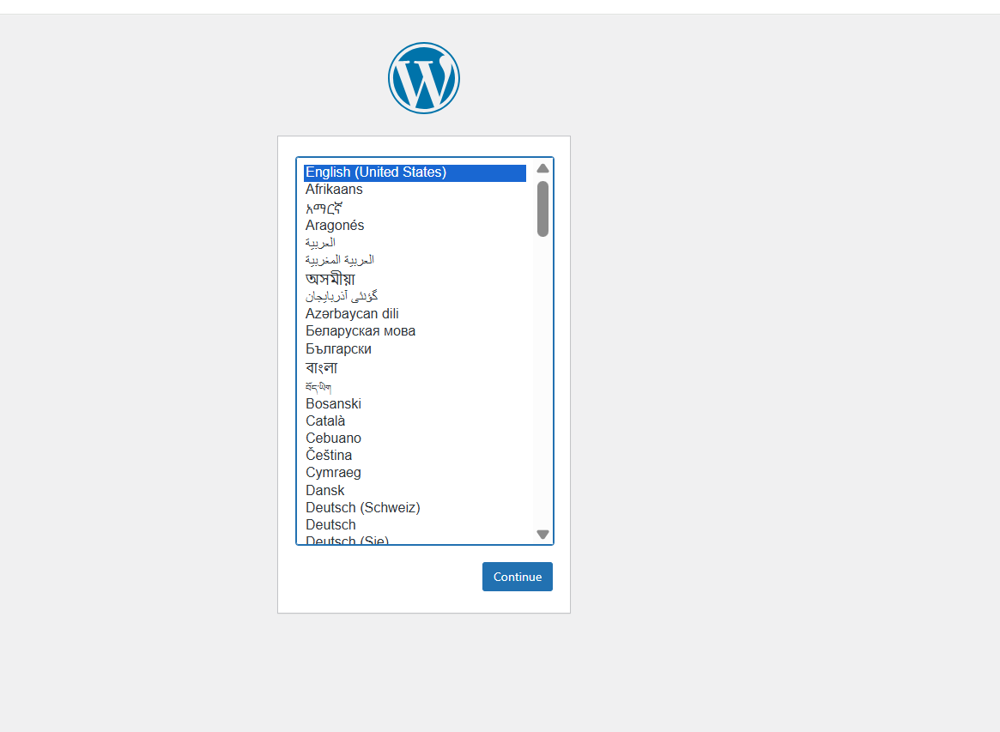 English (United States)
Afrikaans
አማርኛ
Aragonés
العربية
العربية المغربية
অসমীয়া
گؤنئی آذربایجان
Azərbaycan dili
Беларуская мова
Български
বাংলা
བོད་ཡིག
Bosanski
Català
Cebuano
Čeština
Cymraeg
Dansk
Deutsch (Schweiz)
Deutsch
Deutsch (Sie)
Continue